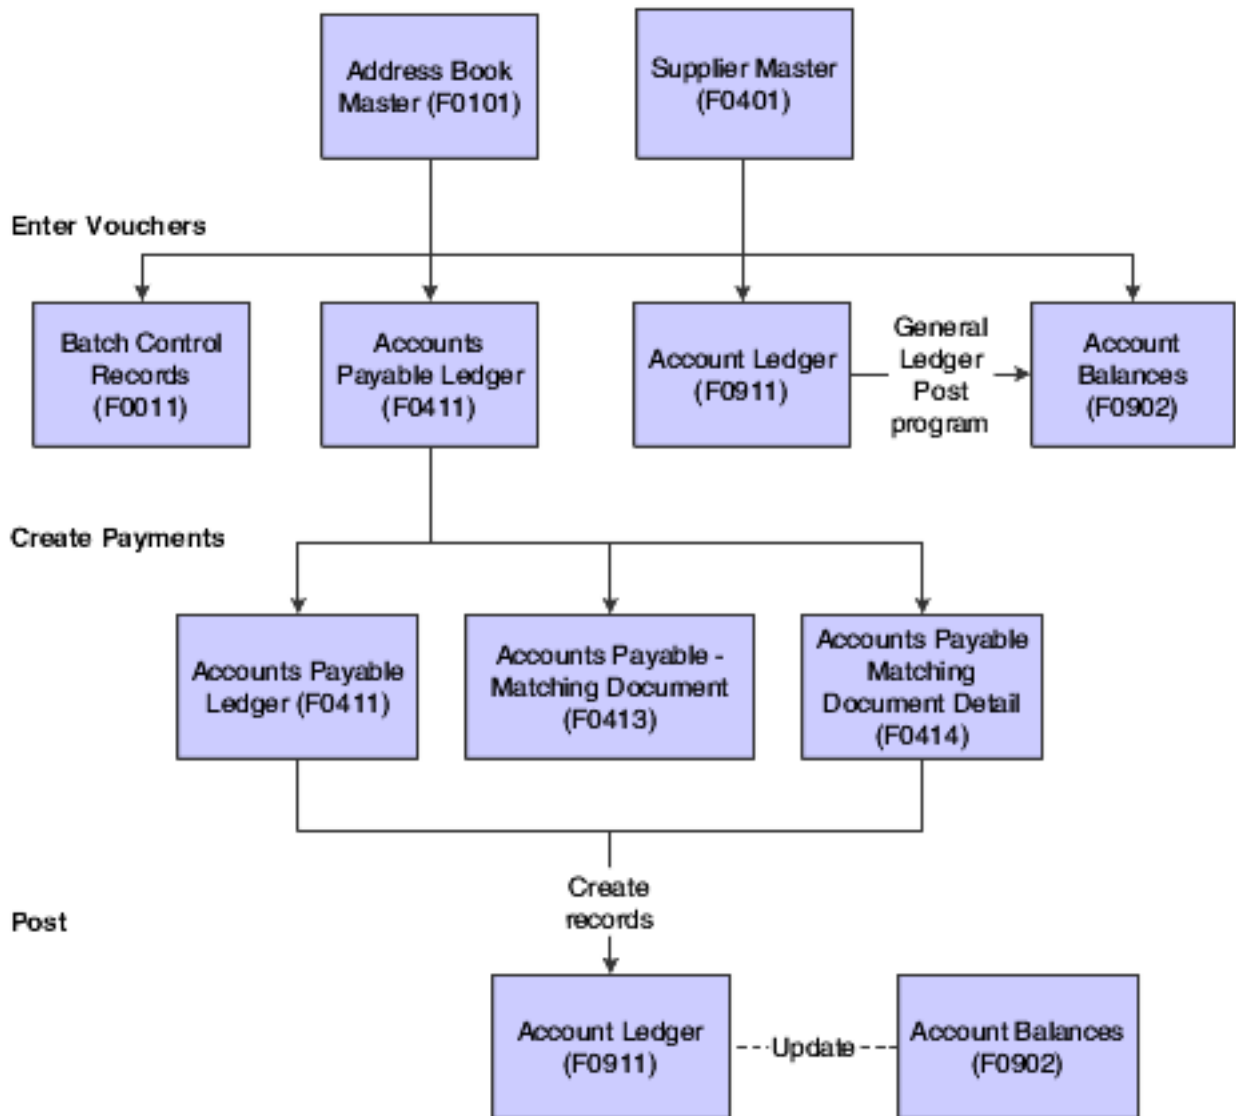 Address Book
Master (F0101)
Supplier Master
(F0401)
Enter Vouchers
Batch Control
Records
(F0011)
Accounts
Payable Ledger
(F0411)
Account Ledger
(F0911)
General
Ledger
Post
program
Account
Balances
(F0902)
Create Payments
Accounts Payable
Ledger (F0411)
Accounts Payable -
Matching Document
(F0413)
Accounts Payable
Matching
Document Detail
(F0414)
Create
records
Post
Account Ledger
(F0911)
Update
Account Balances
(F0902)